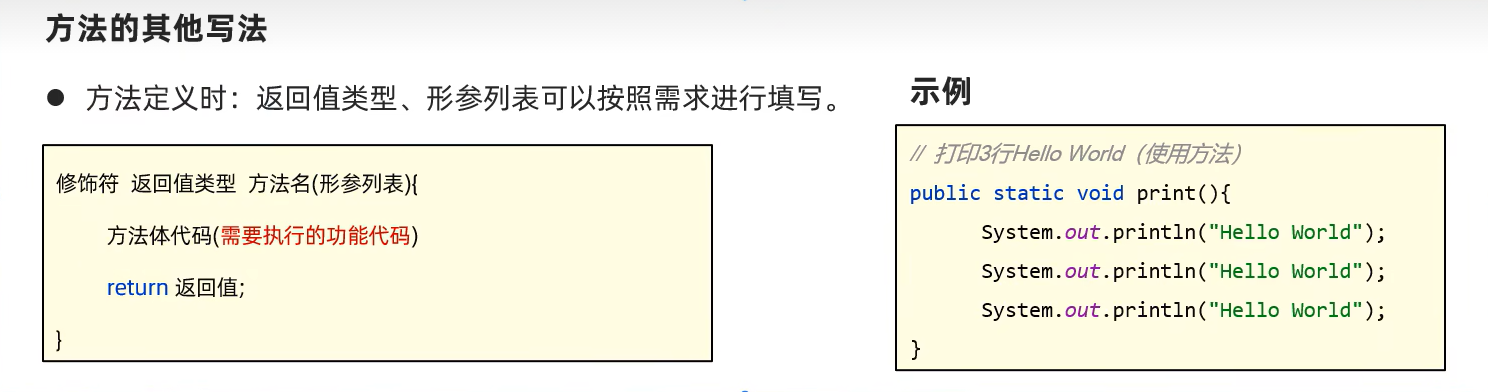 方法的其他写法
● 方法定义时：返回值类型、形参列表可以按照需求进行填写。
修饰符 返回值类型 方法名(形参列表){
方法体代码(需要执行的功能代码)
return 返回值;
}
示例
// 打印3行Hello World（使用方法）
public static void print(){
System.out.println("Hello World");
System.out.println("Hello World");
System.out.println("Hello World");
}